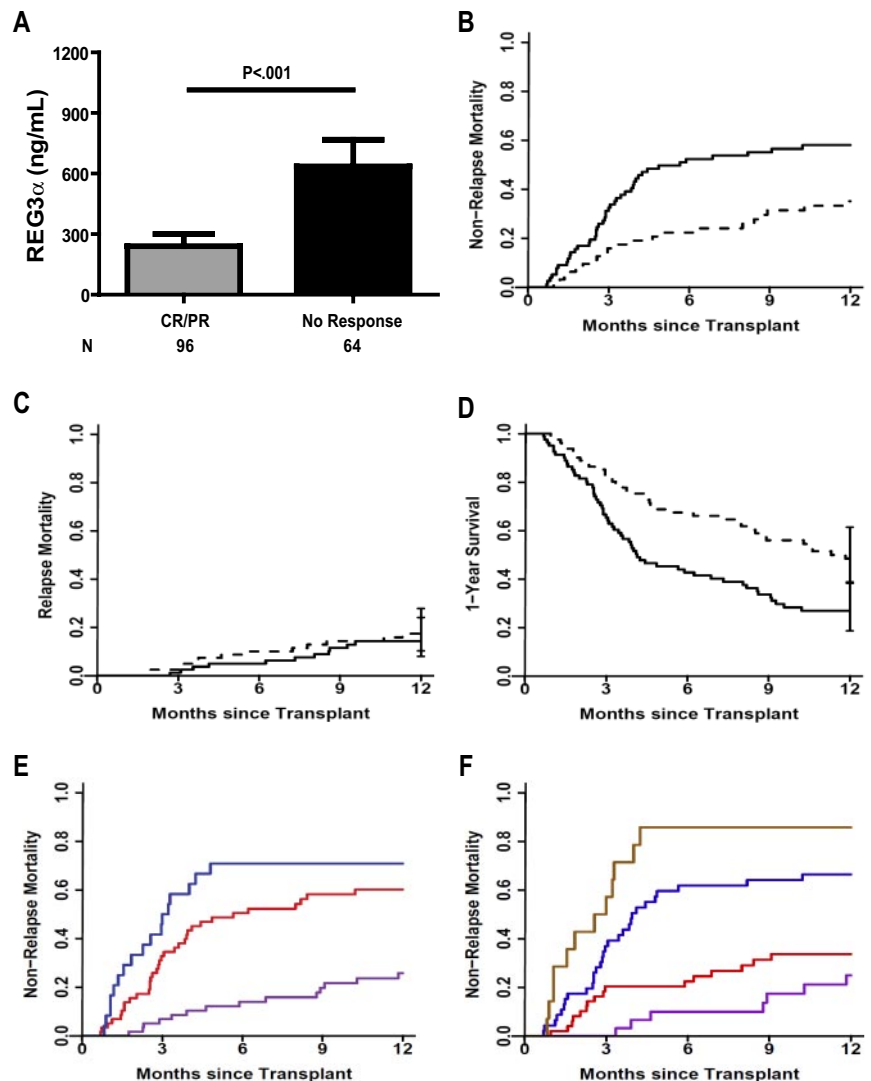 A
1200
900
600
300
0
REG3α (ng/mL)
P<.001
CR/PR
No Response
N
96
64
B
1.0
0.8
0.6
0.4
0.2
0.0
Non-Relapse Mortality
0
3
6
9
12
Months since Transplant
C
1.0
0.8
0.6
0.4
0.2
0.0
Relapse Mortality
0
3
6
9
12
Months since Transplant
D
1.0
0.8
0.6
0.4
0.2
0.0
1-Year Survival
0
3
6
9
12
Months since Transplant
E
1.0
0.8
0.6
0.4
0.2
0.0
Non-Relapse Mortality
0
3
6
9
12
Months since Transplant
F
1.0
0.8
0.6
0.4
0.2
0.0
Non-Relapse Mortality
0
3
6
9
12
Months since Transplant